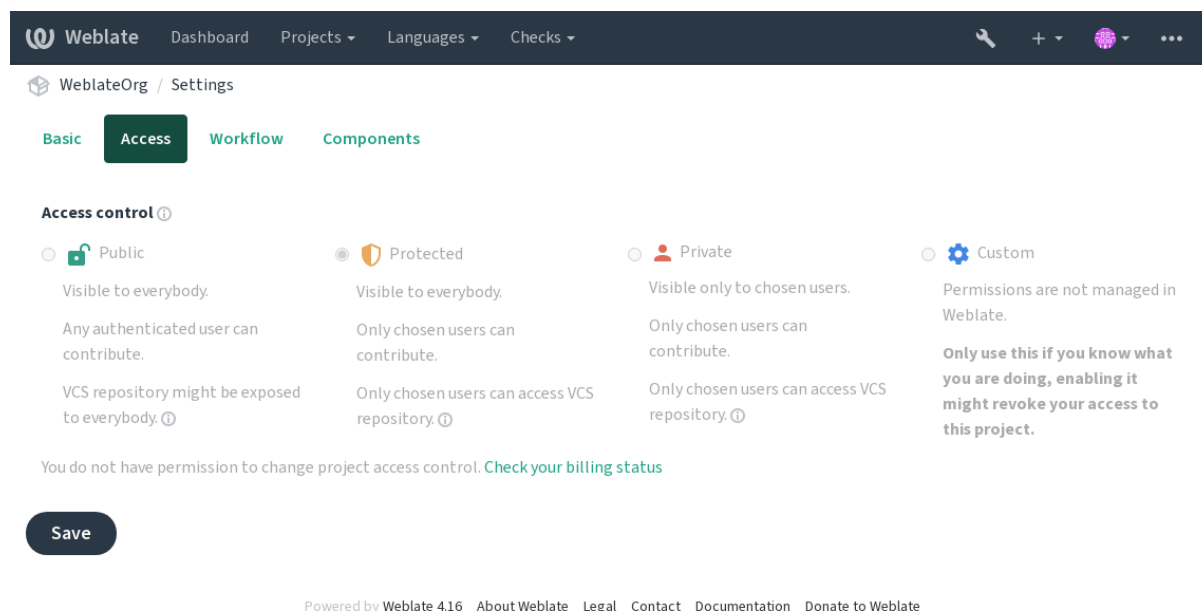 Weblate Dashboard Projects Languages Checks
WeblateOrg / Settings
Basic Access Workflow Components
Access control
Public
Visible to everybody.
Any authenticated user can
contribute.
VCS repository might be exposed
to everybody.
Protected
Visible to everybody.
Only chosen users can
contribute.
Only chosen users can access VCS
repository.
Private
Visible only to chosen users.
Only chosen users can
contribute.
Only chosen users can access VCS
repository.
Custom
Permissions are not managed in
Weblate.
Only use this if you know what
you are doing, enabling it
might revoke your access to
this project.
You do not have permission to change project access control. Check your billing status
Save
Powered by Weblate 4.16 About Weblate Legal Contact Documentation Donate to Weblate